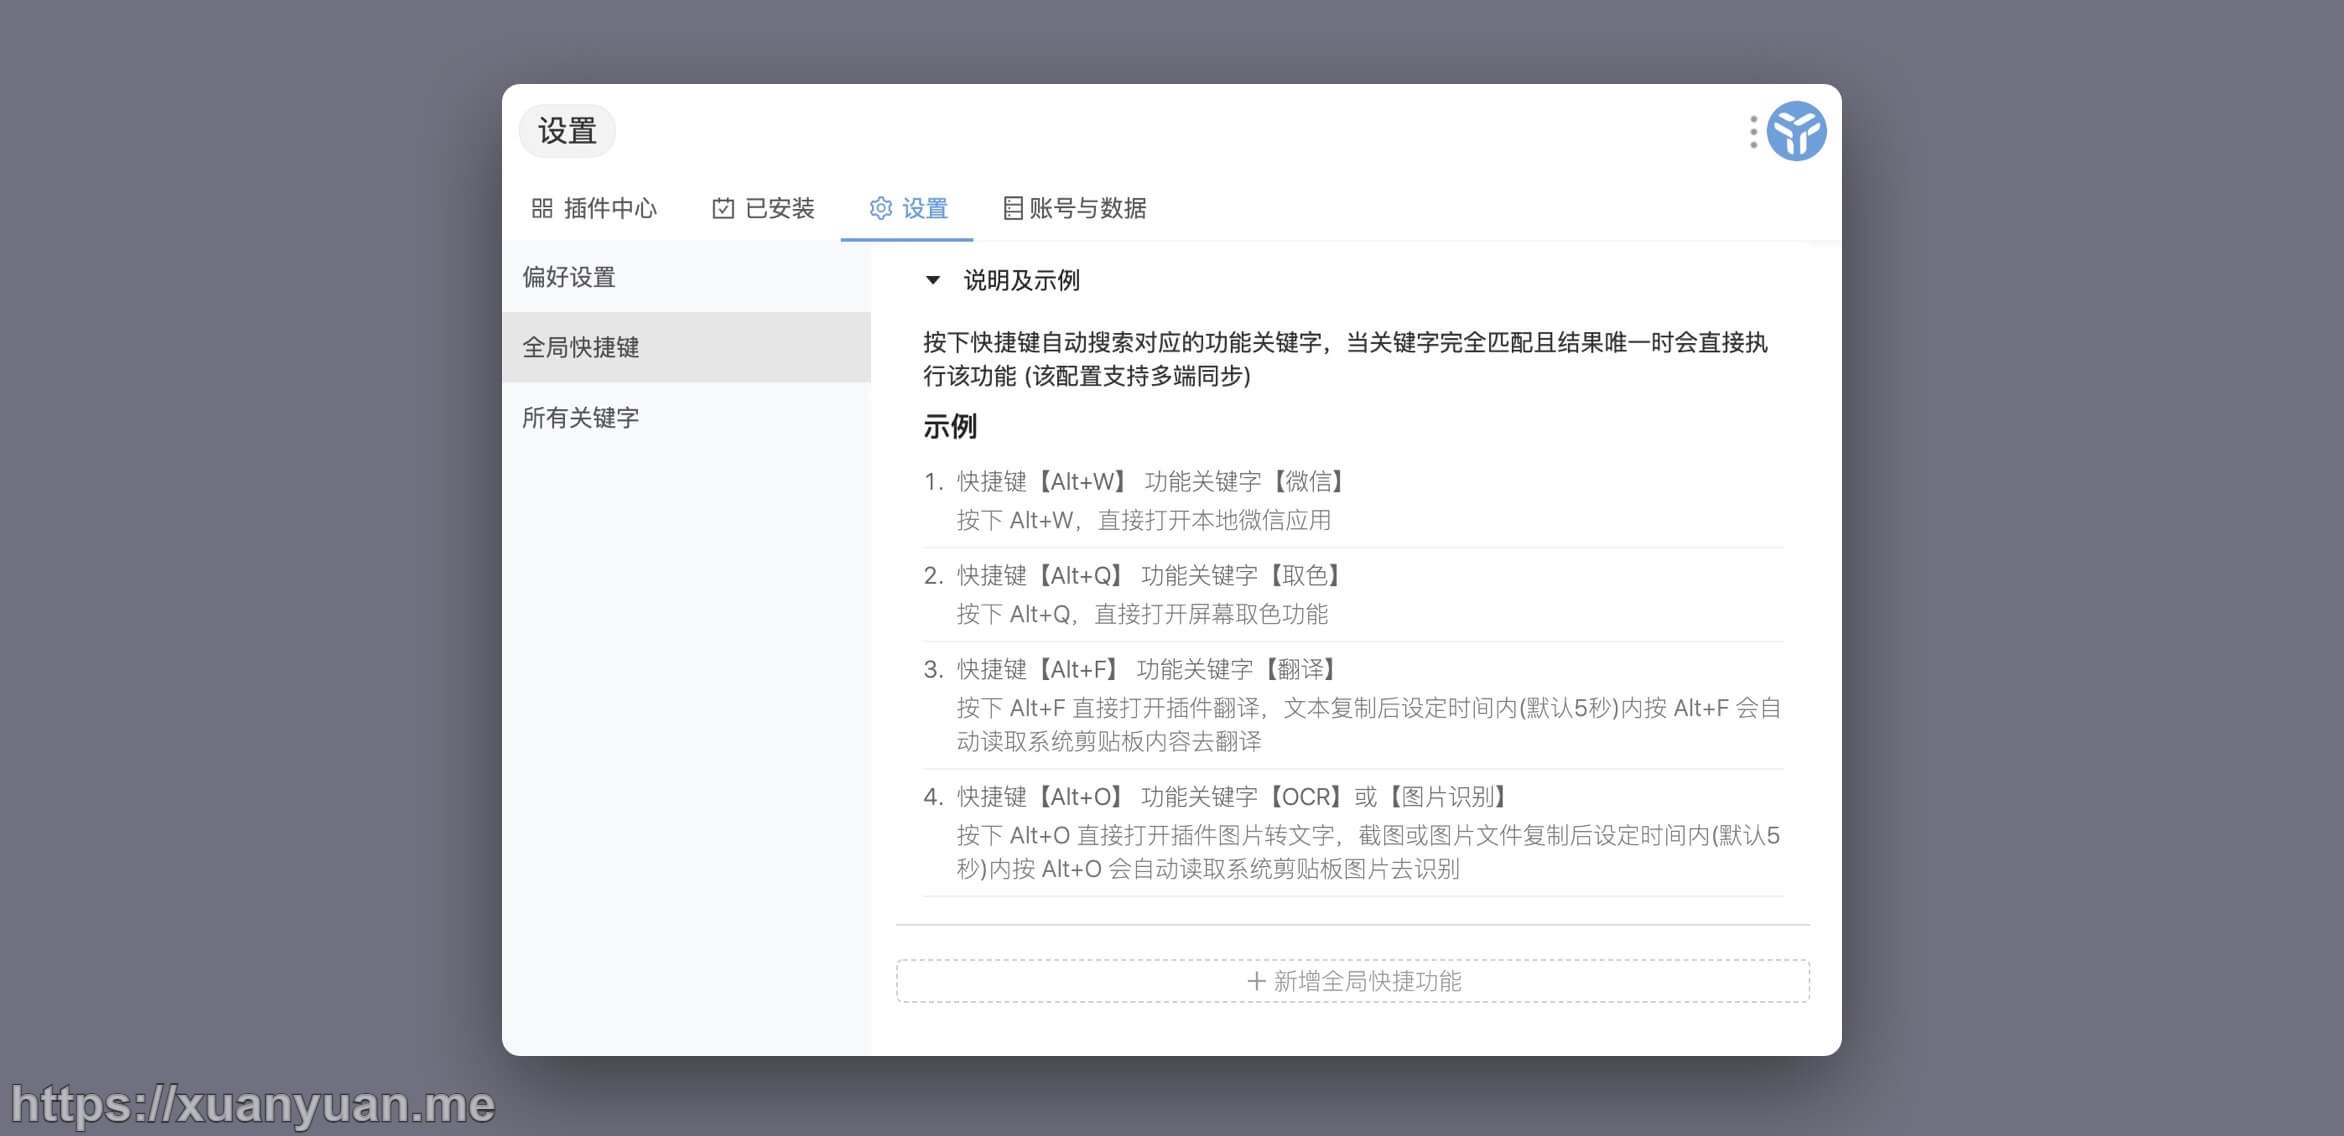 设置
插件中心
已安装
设置
账号与数据
偏好设置
全局快捷键
所有关键字
说明及示例
按下快捷键自动搜索对应的功能关键字，当关键字完全匹配且结果唯一时会直接执
行该功能 (该配置支持多端同步)
示例
1. 快捷键【Alt+W】 功能关键字【微信】
按下 Alt+W，直接打开本地微信应用
2. 快捷键【Alt+Q】 功能关键字【取色】
按下 Alt+Q，直接打开屏幕取色功能
3. 快捷键【Alt+F】 功能关键字【翻译】
按下 Alt+F 直接打开插件翻译，文本复制后设定时间内(默认5秒)内按 Alt+F 会自
动读取系统剪贴板内容去翻译
4. 快捷键【Alt+O】 功能关键字【OCR】或【图片识别】
按下 Alt+O 直接打开插件图片转文字，截图或图片文件复制后设定时间内(默认5
秒)内按 Alt+O 会自动读取系统剪贴板图片去识别
+ 新增全局快捷功能
https://xuanyuan.me